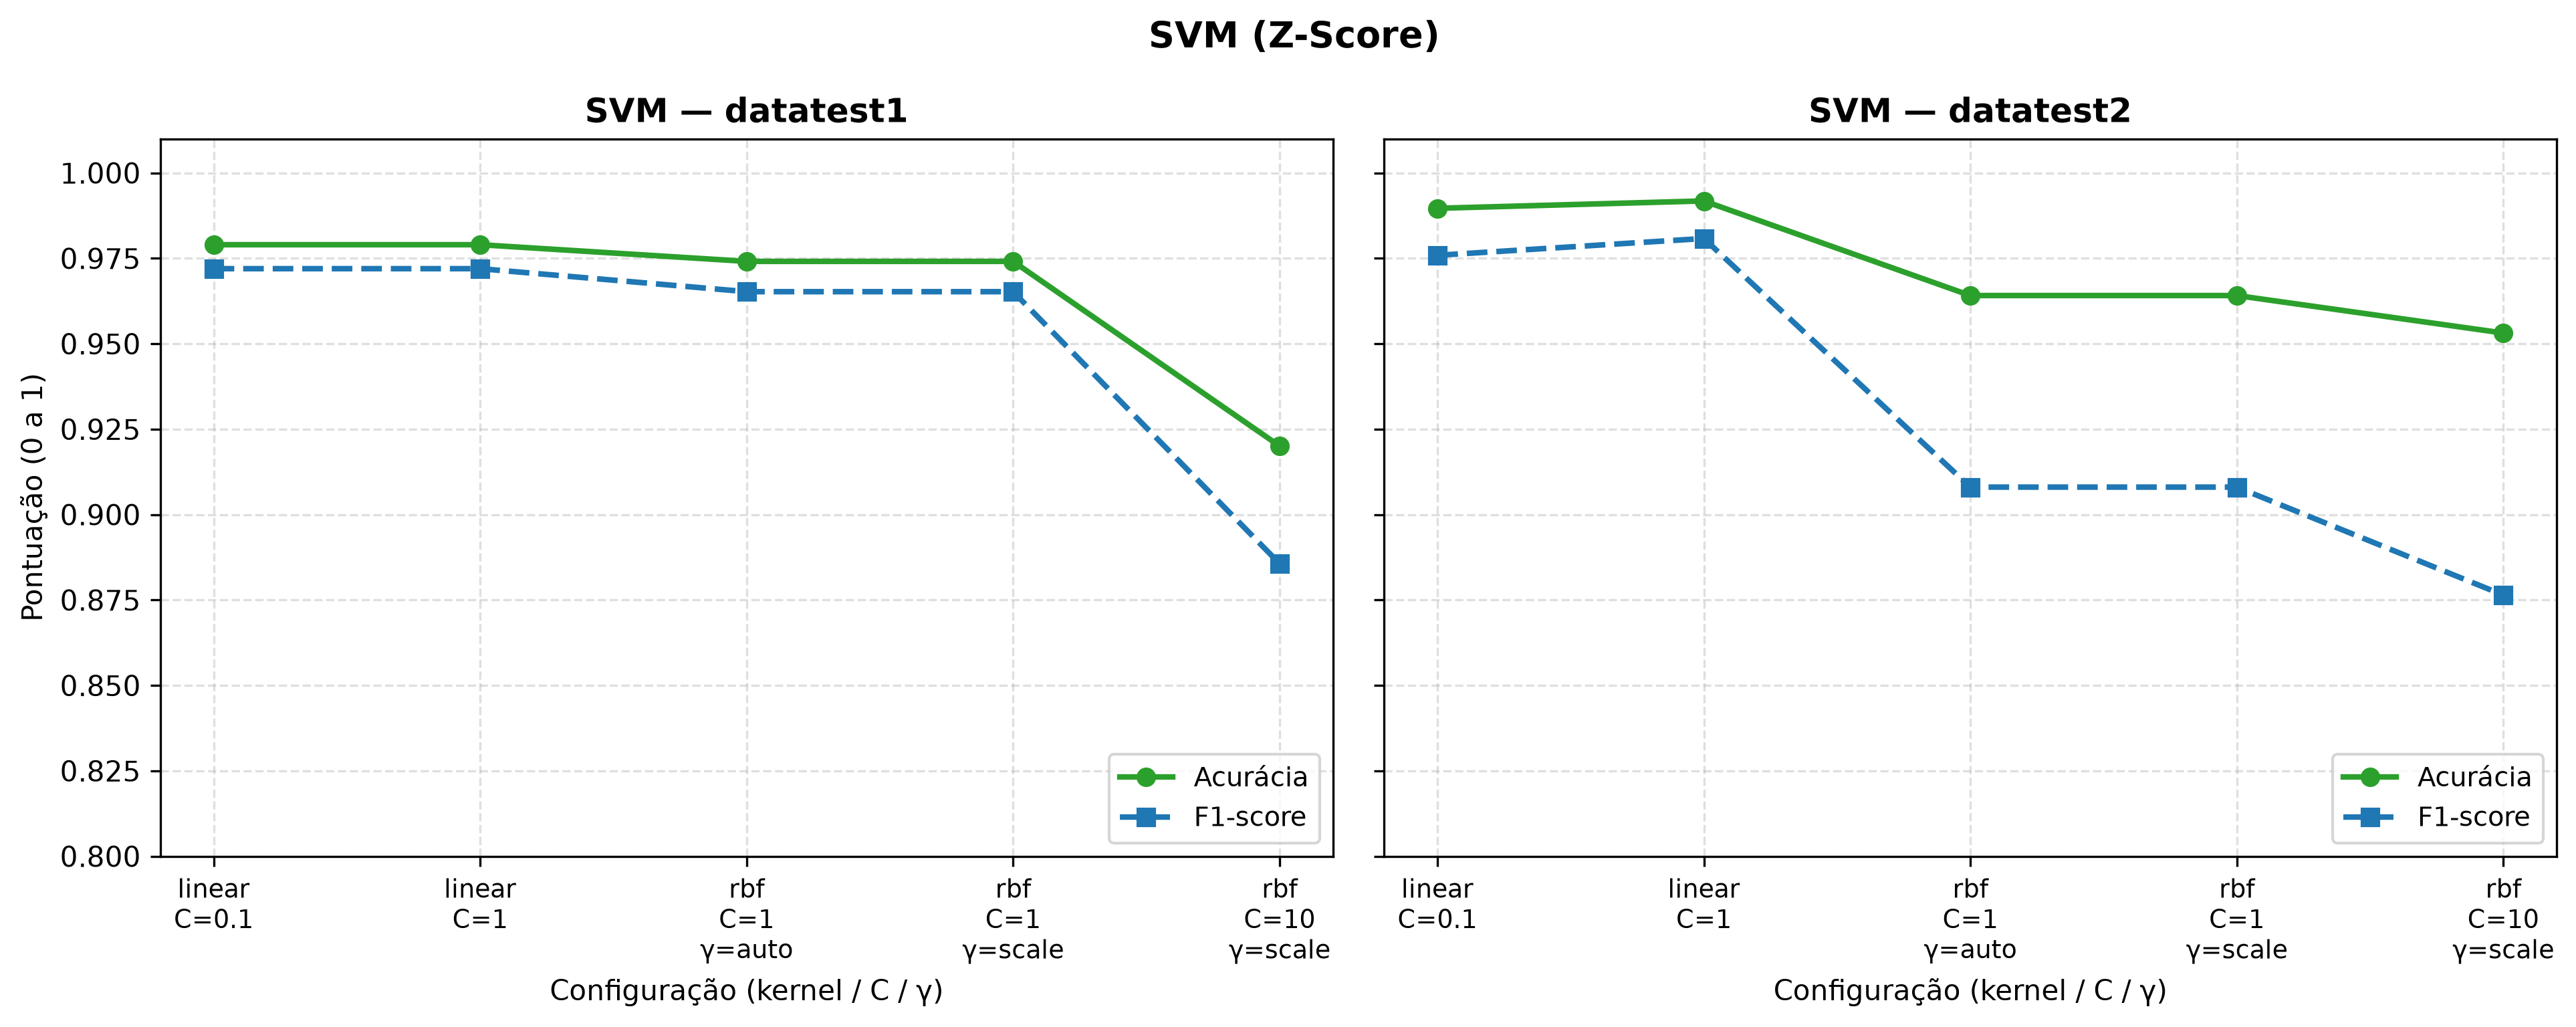 SVM (Z-Score)
SVM — datatest1
Pontuação (0 a 1)
1.000
0.975
0.950
0.925
0.900
0.875
0.850
0.825
0.800
Acurácia
F1-score
linear
C=0.1
linear
C=1
rbf
C=1
γ=auto
rbf
C=1
γ=scale
rbf
C=10
γ=scale
Configuração (kernel / C / γ)
SVM — datatest2
Acurácia
F1-score
linear
C=0.1
linear
C=1
rbf
C=1
γ=auto
rbf
C=1
γ=scale
rbf
C=10
γ=scale
Configuração (kernel / C / γ)